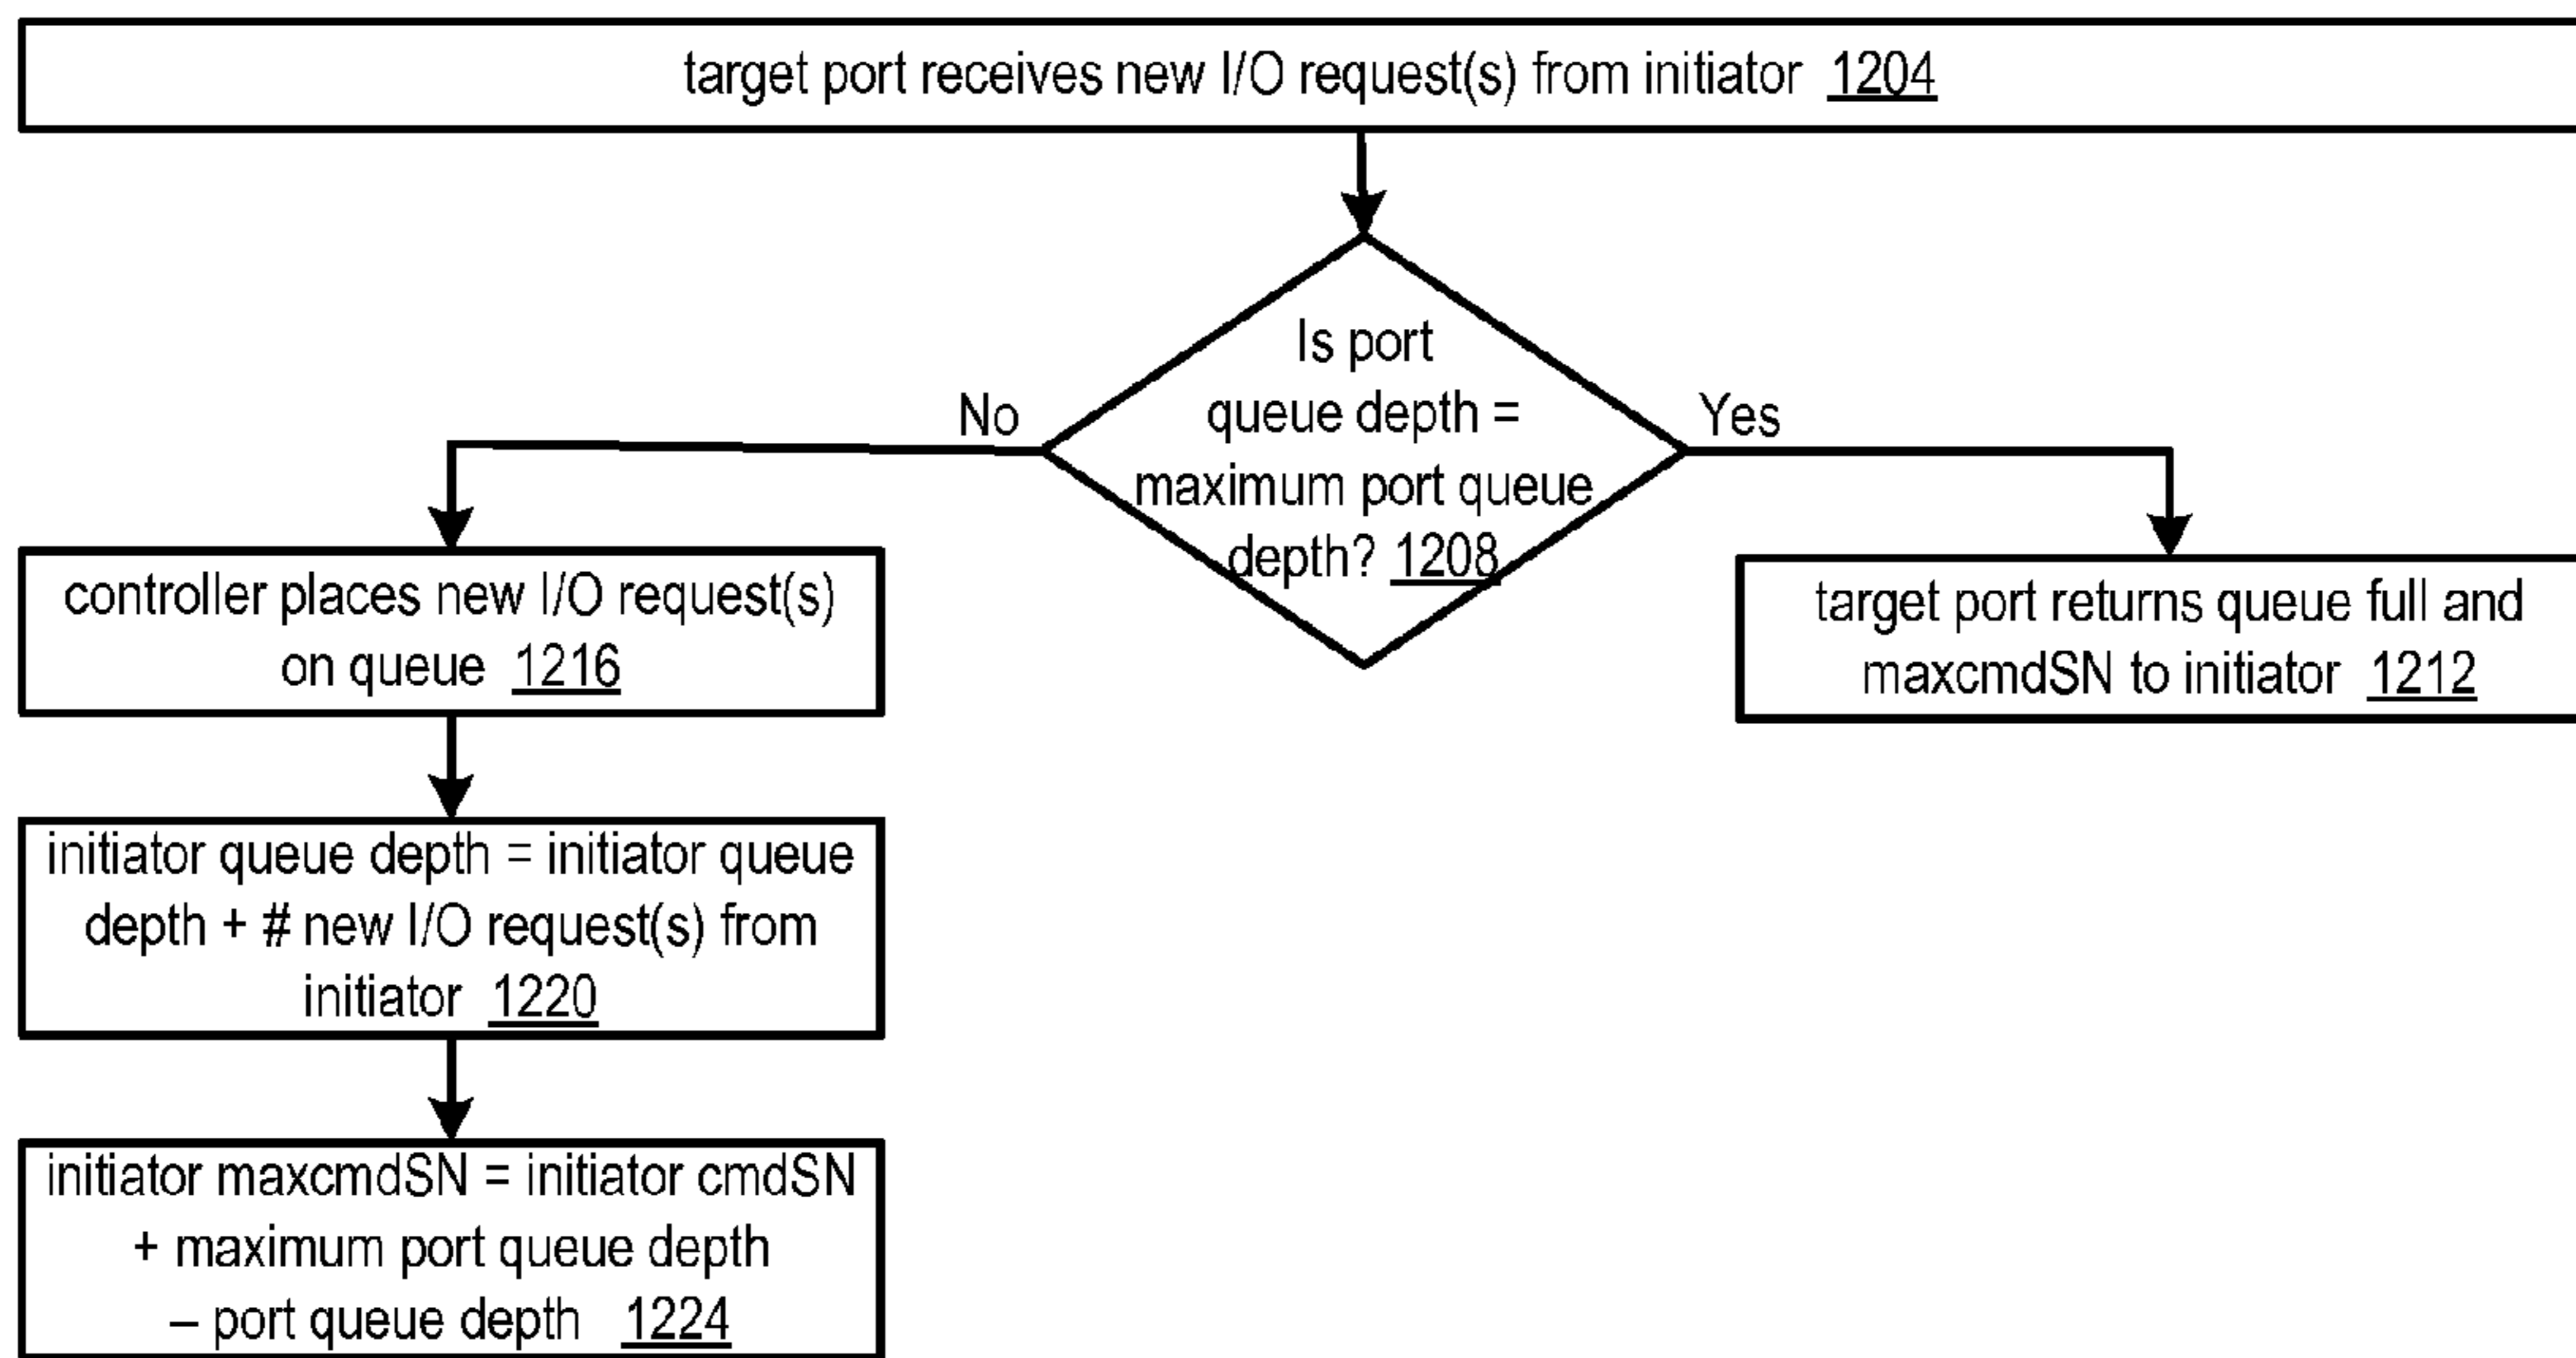 target port receives new I/O request(s) from initiator 1204
Is port
queue depth =
maximum port queue
depth? 1208
No
Yes
controller places new I/O request(s)
on queue 1216
target port returns queue full and
maxcmdSN to initiator 1212
initiator queue depth = initiator queue
depth + # new I/O request(s) from
initiator 1220
initiator maxcmdSN = initiator cmdSN
+ maximum port queue depth
– port queue depth 1224